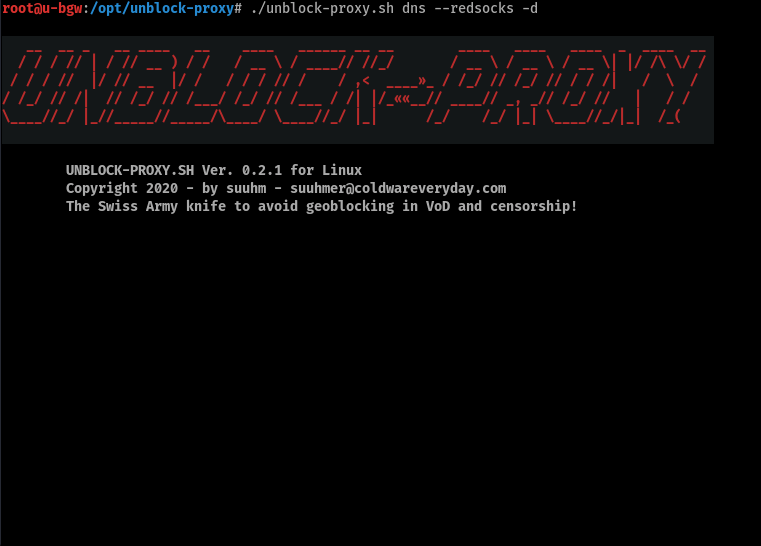 root@u-bgw:/opt/unblock-proxy# ./unblock-proxy.sh dns --redsocks -d
UNBLOCK-PROXY.SH Ver. 0.2.1 for Linux
Copyright 2020 - by suuhm - suuhmer@coldwareveryday.com
The Swiss Army knife to avoid geoblocking in VoD and censorship!